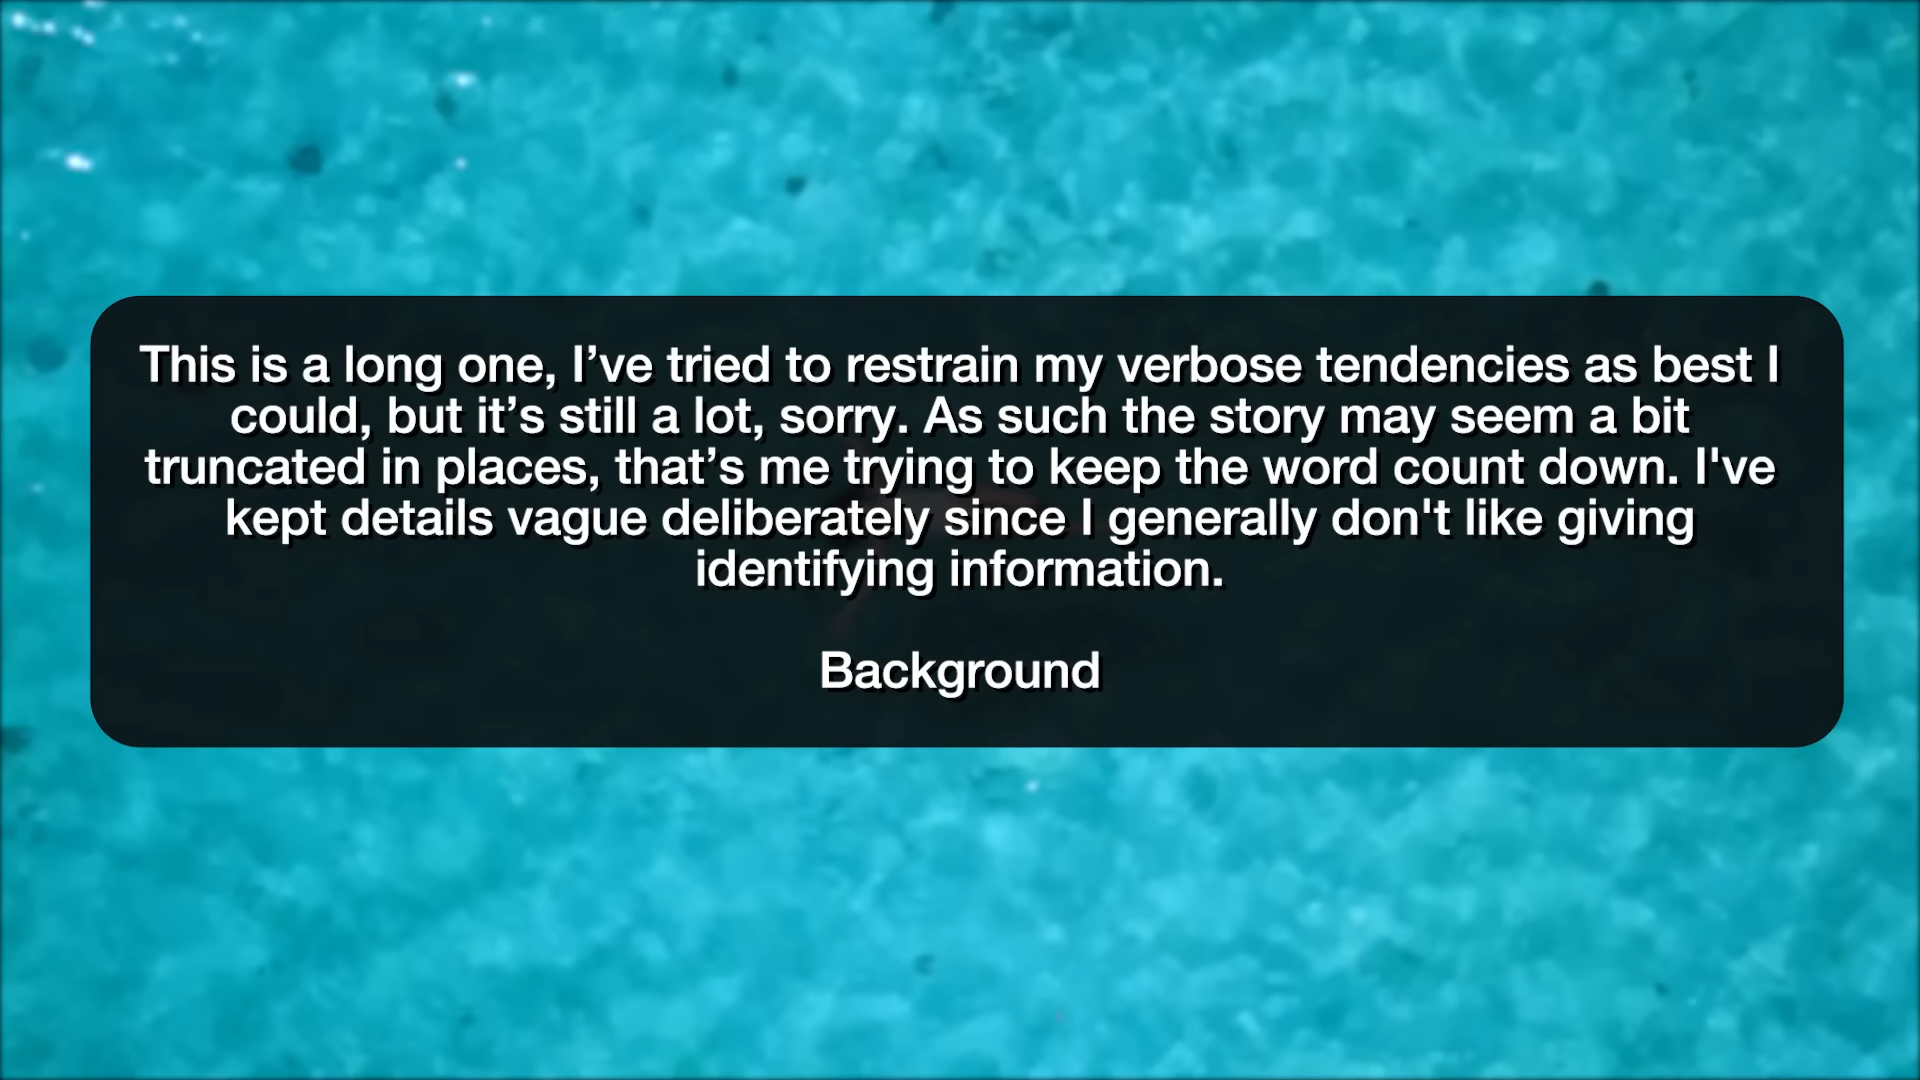 This is a long one, I’ve tried to restrain my verbose tendencies as best I
could, but it’s still a lot, sorry. As such the story may seem a bit
truncated in places, that’s me trying to keep the word count down. I've
kept details vague deliberately since I generally don't like giving
identifying information.
Background